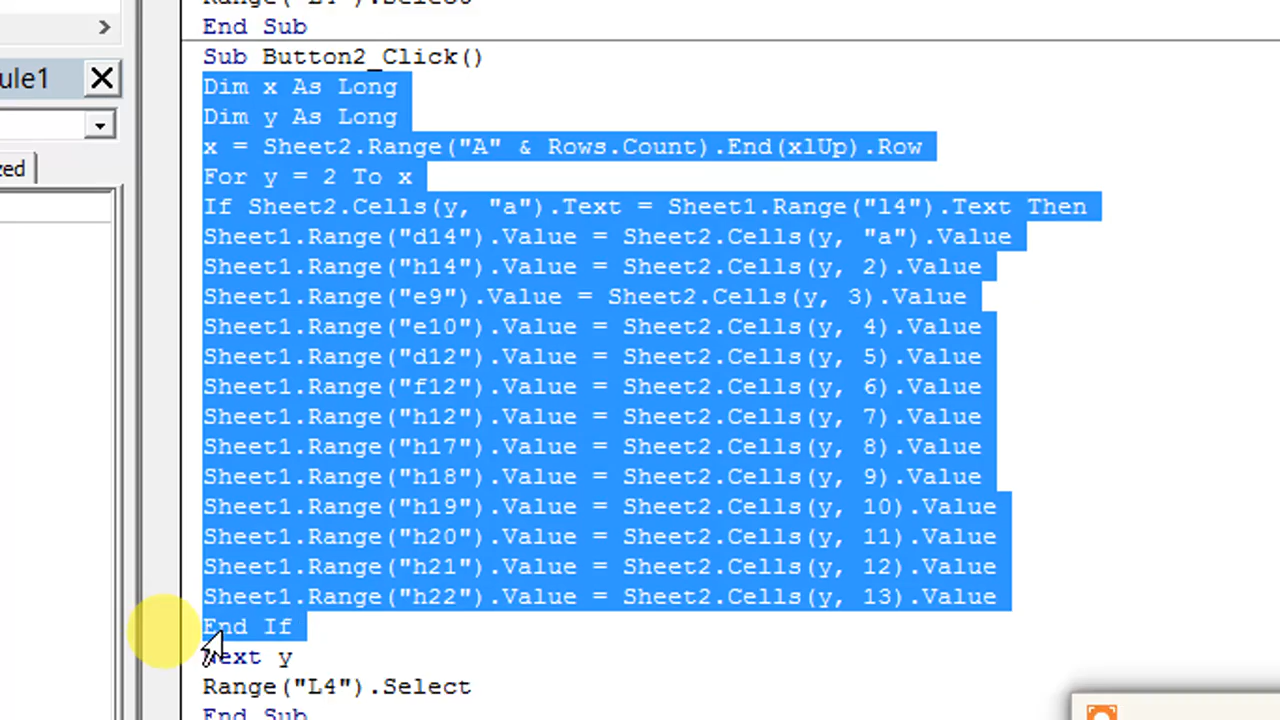 Range("L4").Select
End Sub
ule1
zed
Sub Button2_Click()
Dim x As Long
Dim y As Long
x = Sheet2.Range("A" & Rows.Count).End(xlUp).Row
For y = 2 To x
If Sheet2.Cells(y, "a").Text = Sheet1.Range("l4").Text Then
Sheet1.Range("d14").Value = Sheet2.Cells(y, "a").Value
Sheet1.Range("h14").Value = Sheet2.Cells(y, 2).Value
Sheet1.Range("e9").Value = Sheet2.Cells(y, 3).Value
Sheet1.Range("e10").Value = Sheet2.Cells(y, 4).Value
Sheet1.Range("d12").Value = Sheet2.Cells(y, 5).Value
Sheet1.Range("f12").Value = Sheet2.Cells(y, 6).Value
Sheet1.Range("h12").Value = Sheet2.Cells(y, 7).Value
Sheet1.Range("h17").Value = Sheet2.Cells(y, 8).Value
Sheet1.Range("h18").Value = Sheet2.Cells(y, 9).Value
Sheet1.Range("h19").Value = Sheet2.Cells(y, 10).Value
Sheet1.Range("h20").Value = Sheet2.Cells(y, 11).Value
Sheet1.Range("h21").Value = Sheet2.Cells(y, 12).Value
Sheet1.Range("h22").Value = Sheet2.Cells(y, 13).Value
End If
Next y
Range("L4").Select
End Sub